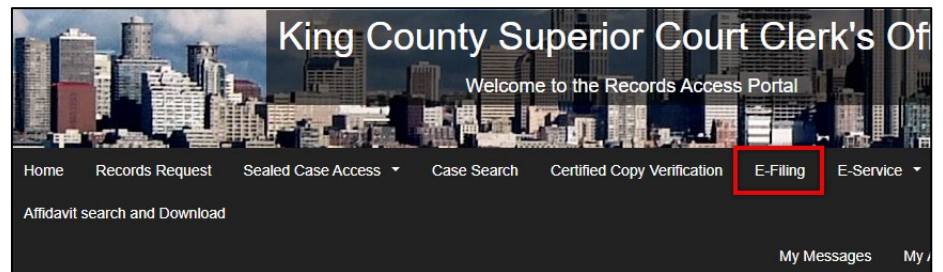 King County Superior Court Clerk's Of
Welcome to the Records Access Portal
Home Records Request Sealed Case Access Case Search Certified Copy Verification E-Filing E-Service
Affidavit search and Download
My Messages My